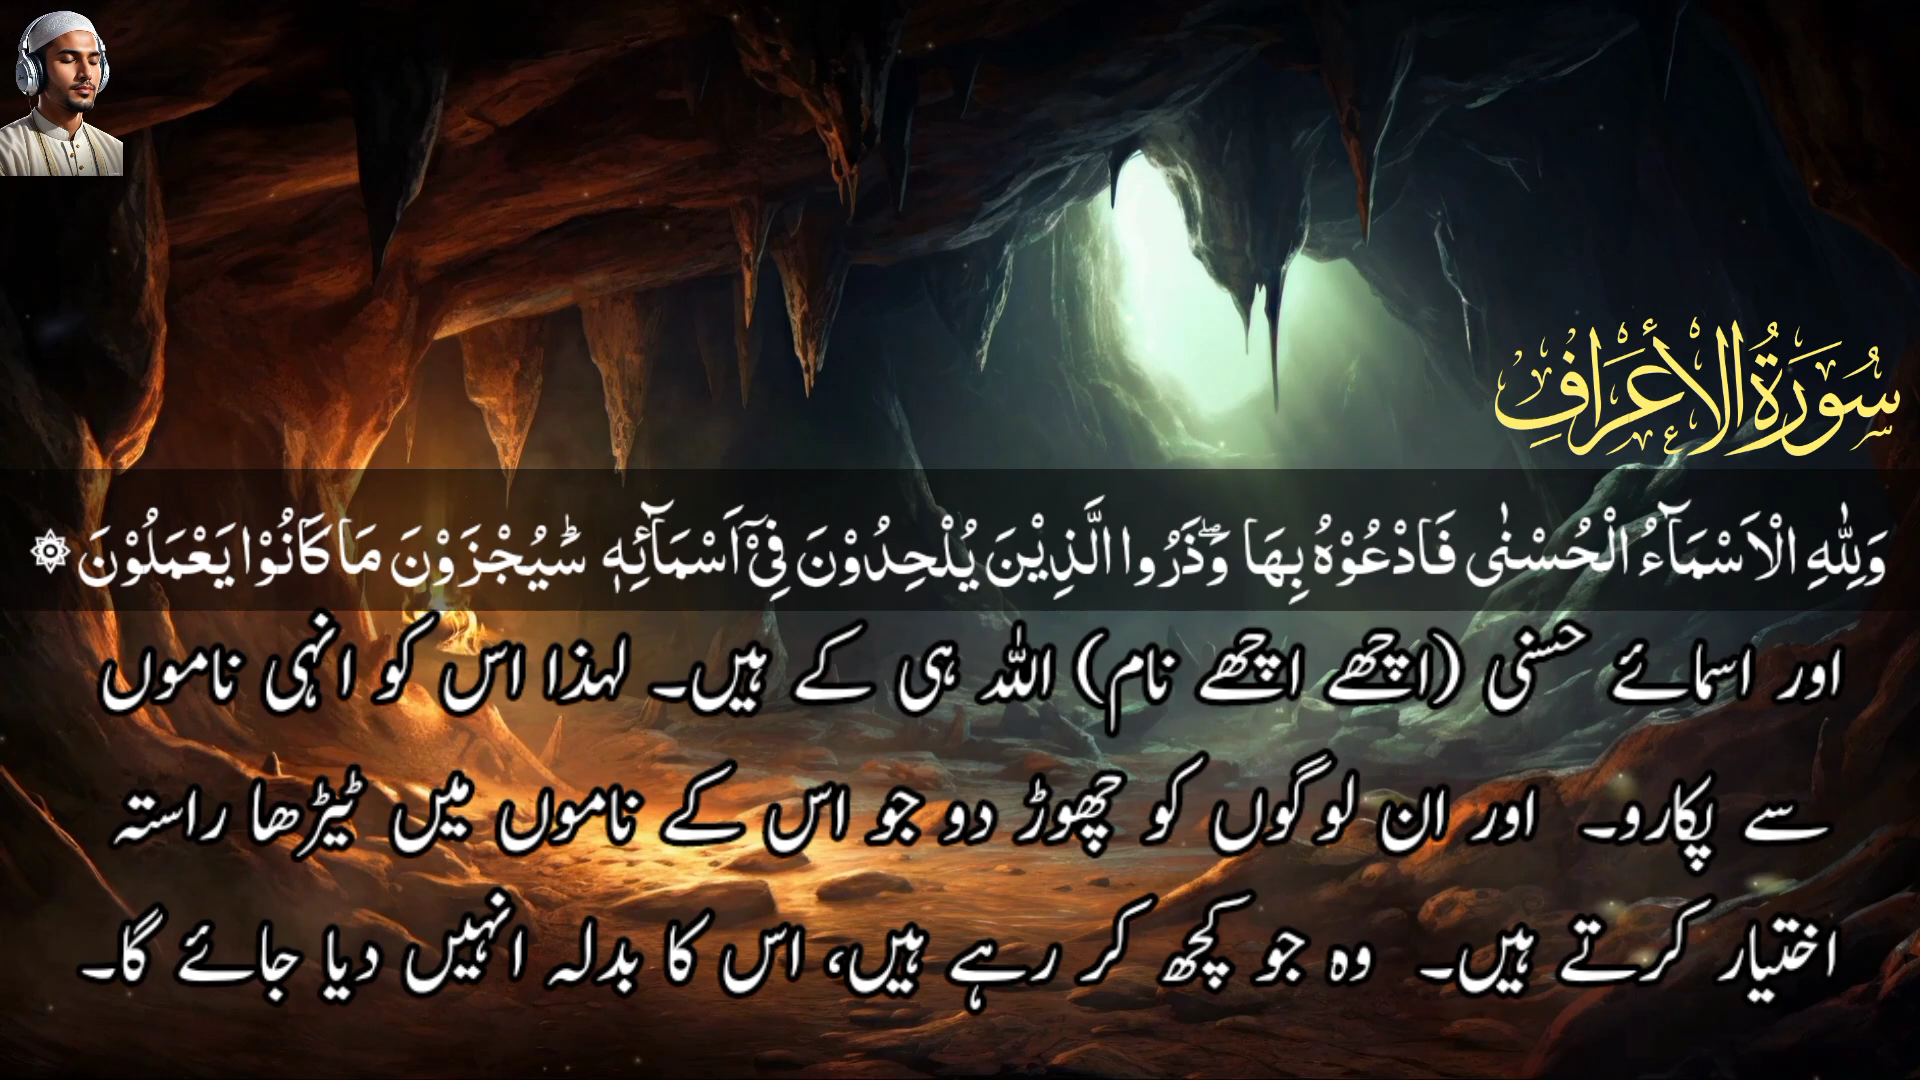 سُوْرَةُ الأَعْرَافِ
وَلِلّٰهِ الْاَسْمَآءُ الْحُسْنٰى فَادْعُوْهُ بِهَا ۖ وَذَرُوا الَّذِيْنَ يُلْحِدُوْنَ فِيْٓ اَسْمَآئِهٖ ۗ سَيُجْزَوْنَ مَا كَانُوْا يَعْمَلُوْنَ ۞
اور اسمائے حسنی (اچھے اچھے نام) اللہ ہی کے ہیں۔ لہذا اس کو انہی ناموں
سے پکارو۔ اور ان لوگوں کو چھوڑ دو جو اس کے ناموں میں ٹیڑھا راستہ
اختیار کرتے ہیں۔ وہ جو کچھ کر رہے ہیں، اس کا بدلہ انہیں دیا جائے گا۔